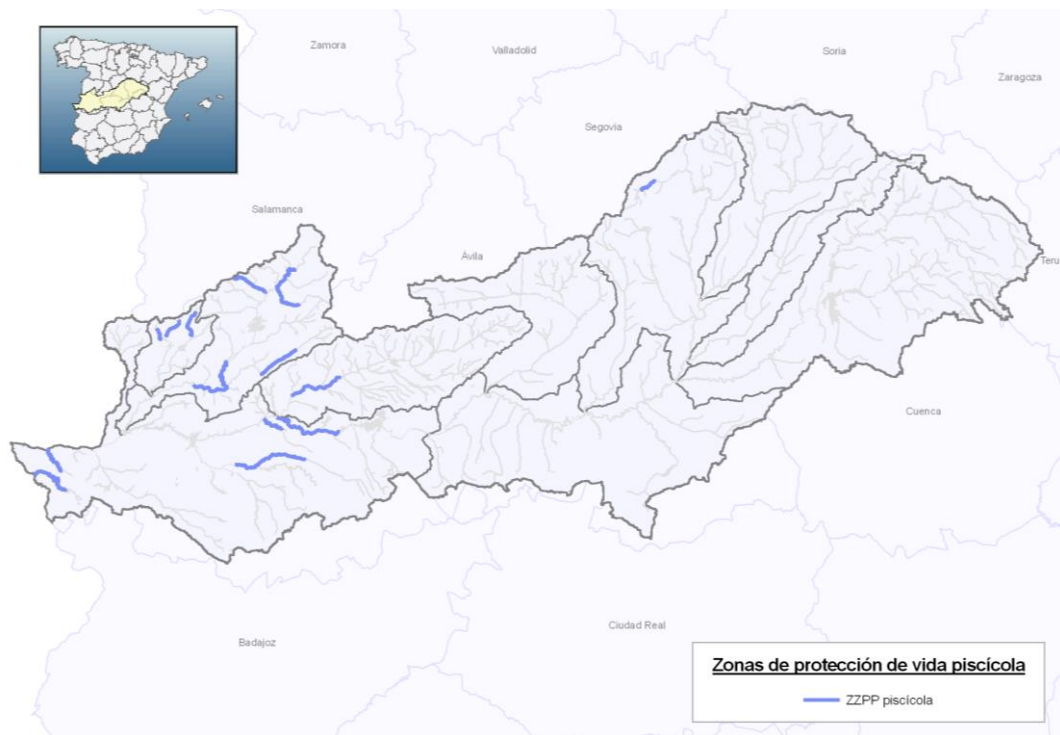 Zamora
Valladolid
Soria
Zaragoza
Segovia
Salamanca
Ávila
Teru
Cuenca
Ciudad Real
Badajoz
Zonas de protección de vida piscícola
ZZPP piscícola